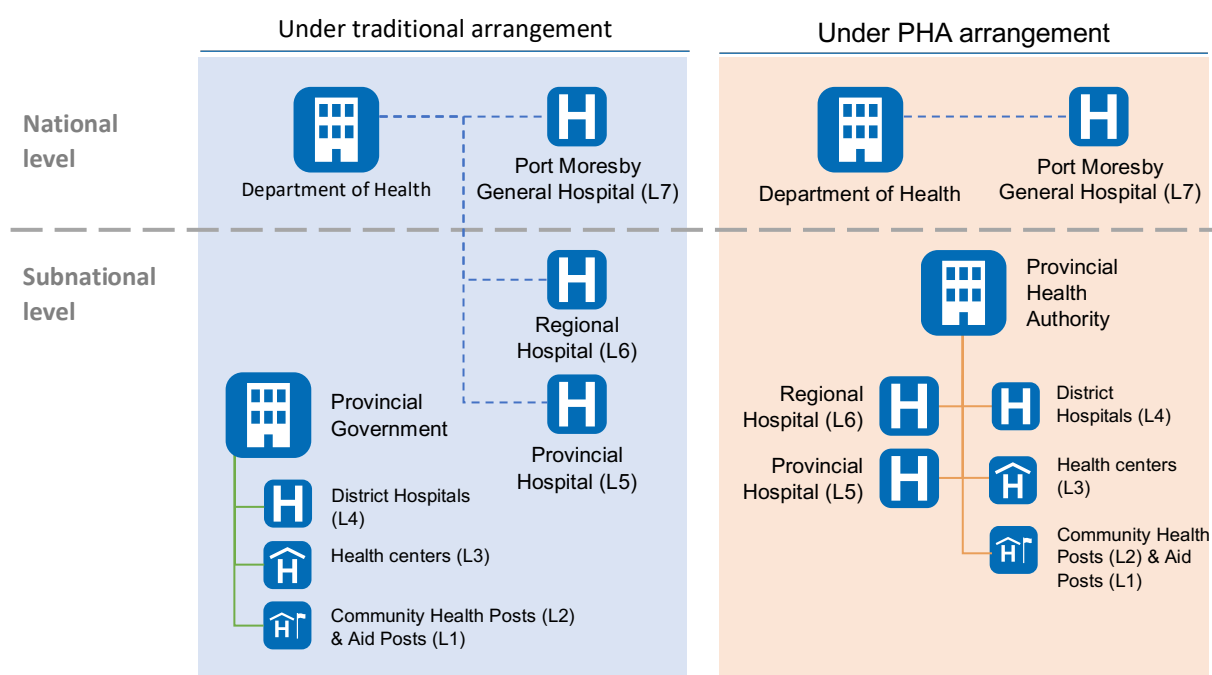 Under traditional arrangement
Under PHA arrangement
National
level
Department of Health
Port Moresby
General Hospital (L7)
Department of Health
Port Moresby
General Hospital (L7)
Subnational
level
Regional
Hospital (L6)
Provincial
Government
Provincial
Hospital (L5)
District Hospitals
(L4)
Health centers (L3)
Community Health Posts (L2)
& Aid Posts (L1)
Provincial
Health
Authority
Regional
Hospital (L6)
District
Hospitals (L4)
Provincial
Hospital (L5)
Health centers
(L3)
Community Health
Posts (L2) & Aid
Posts (L1)